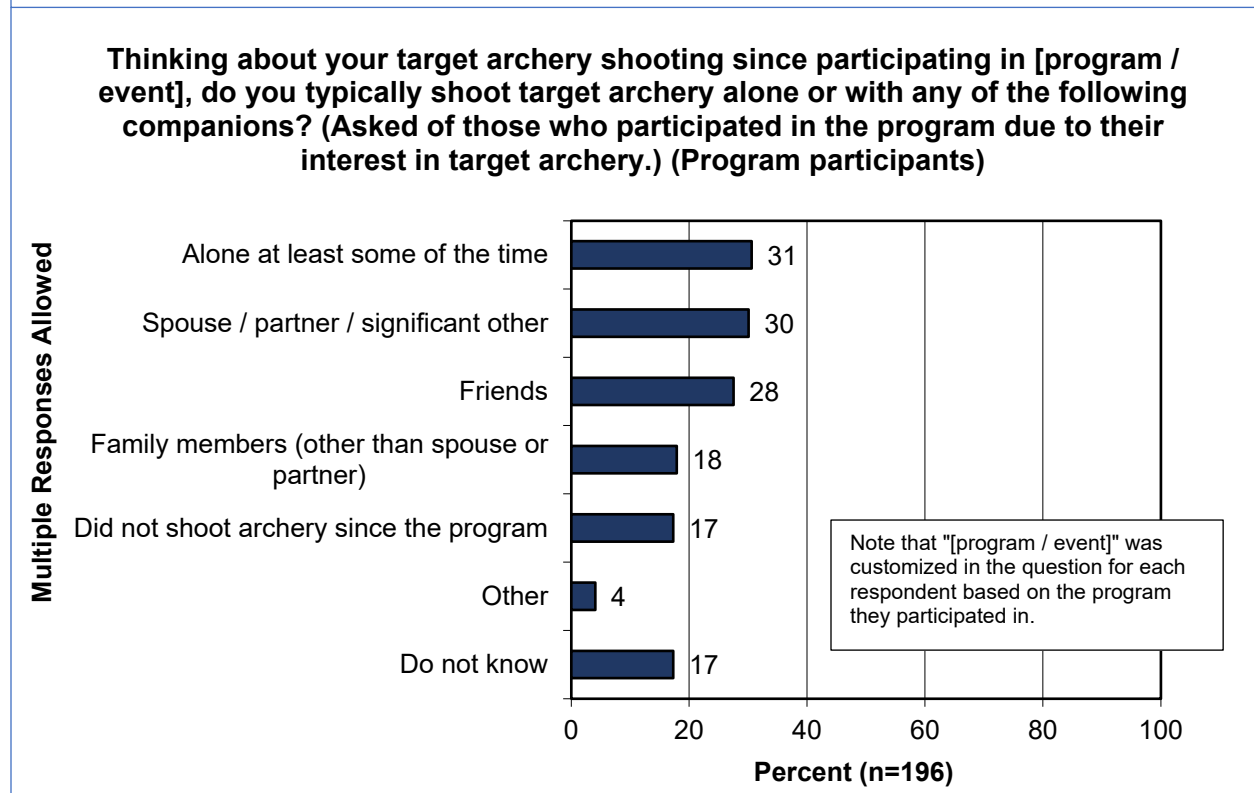 Thinking about your target archery shooting since participating in [program /
event], do you typically shoot target archery alone or with any of the following
companions? (Asked of those who participated in the program due to their
interest in target archery.) (Program participants)
Multiple Responses Allowed
Alone at least some of the time
31
Spouse / partner / significant other
30
Friends
28
Family members (other than spouse or
partner)
18
Did not shoot archery since the program
17
Other
4
Do not know
17
Note that "[program / event]" was
customized in the question for each
respondent based on the program
they participated in.
0 20 40 60 80 100
Percent (n=196)